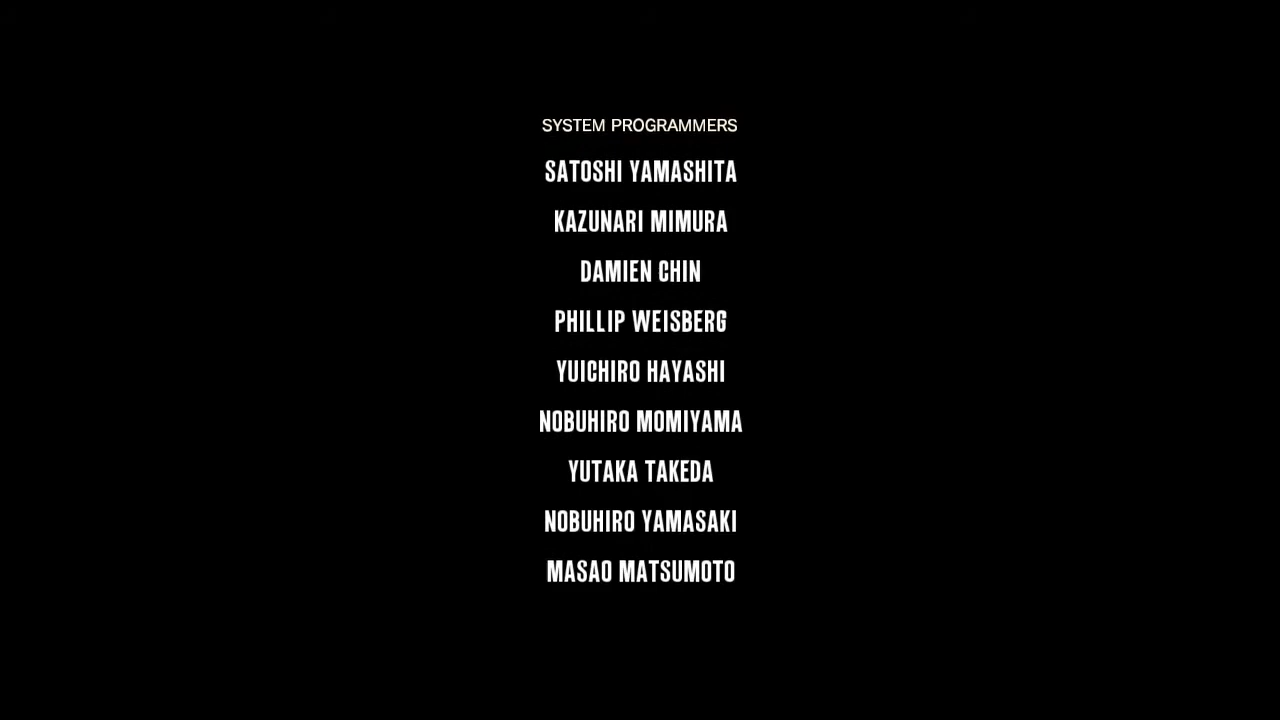 SYSTEM PROGRAMMERS
SATOSHI YAMASHITA
KAZUNARI MIMURA
DAMIEN CHIN
PHILLIP WEISBERG
YUICHIRO HAYASHI
NOBUHIRO MOMIYAMA
YUTAKA TAKEDA
NOBUHIRO YAMASAKI
MASAO MATSUMOTO